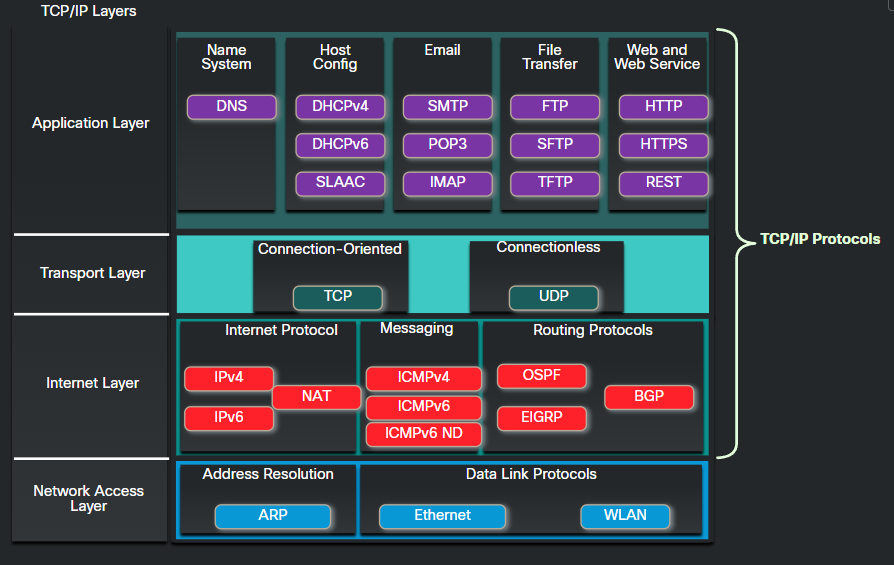 TCP/IP Layers
Application Layer
Name
System
DNS
Host
Config
DHCPv4
DHCPv6
SLAAC
Email
SMTP
POP3
IMAP
File
Transfer
FTP
SFTP
TFTP
Web and
Web Service
HTTP
HTTPS
REST
TCP/IP Protocols
Transport Layer
Connection-Oriented
TCP
Connectionless
UDP
Internet Layer
Internet Protocol
IPv4
NAT
IPv6
Messaging
ICMPv4
ICMPv6
ICMPv6 ND
Routing Protocols
OSPF
BGP
EIGRP
Network Access
Layer
Address Resolution
ARP
Data Link Protocols
Ethernet
WLAN